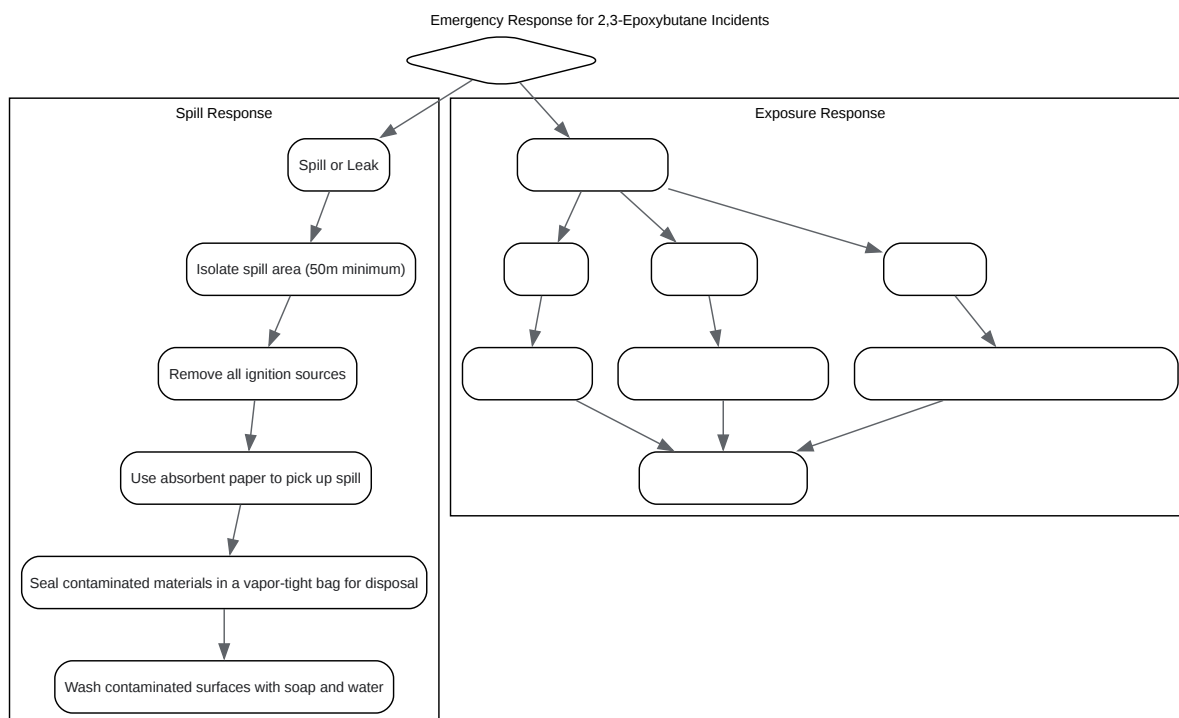 Emergency Response for 2,3-Epoxybutane Incidents
Spill Response
Spill or Leak
Isolate spill area (50m minimum)
Remove all ignition sources
Use absorbent paper to pick up spill
Seal contaminated materials in a vapor-tight bag for disposal
Wash contaminated surfaces with soap and water
Exposure Response